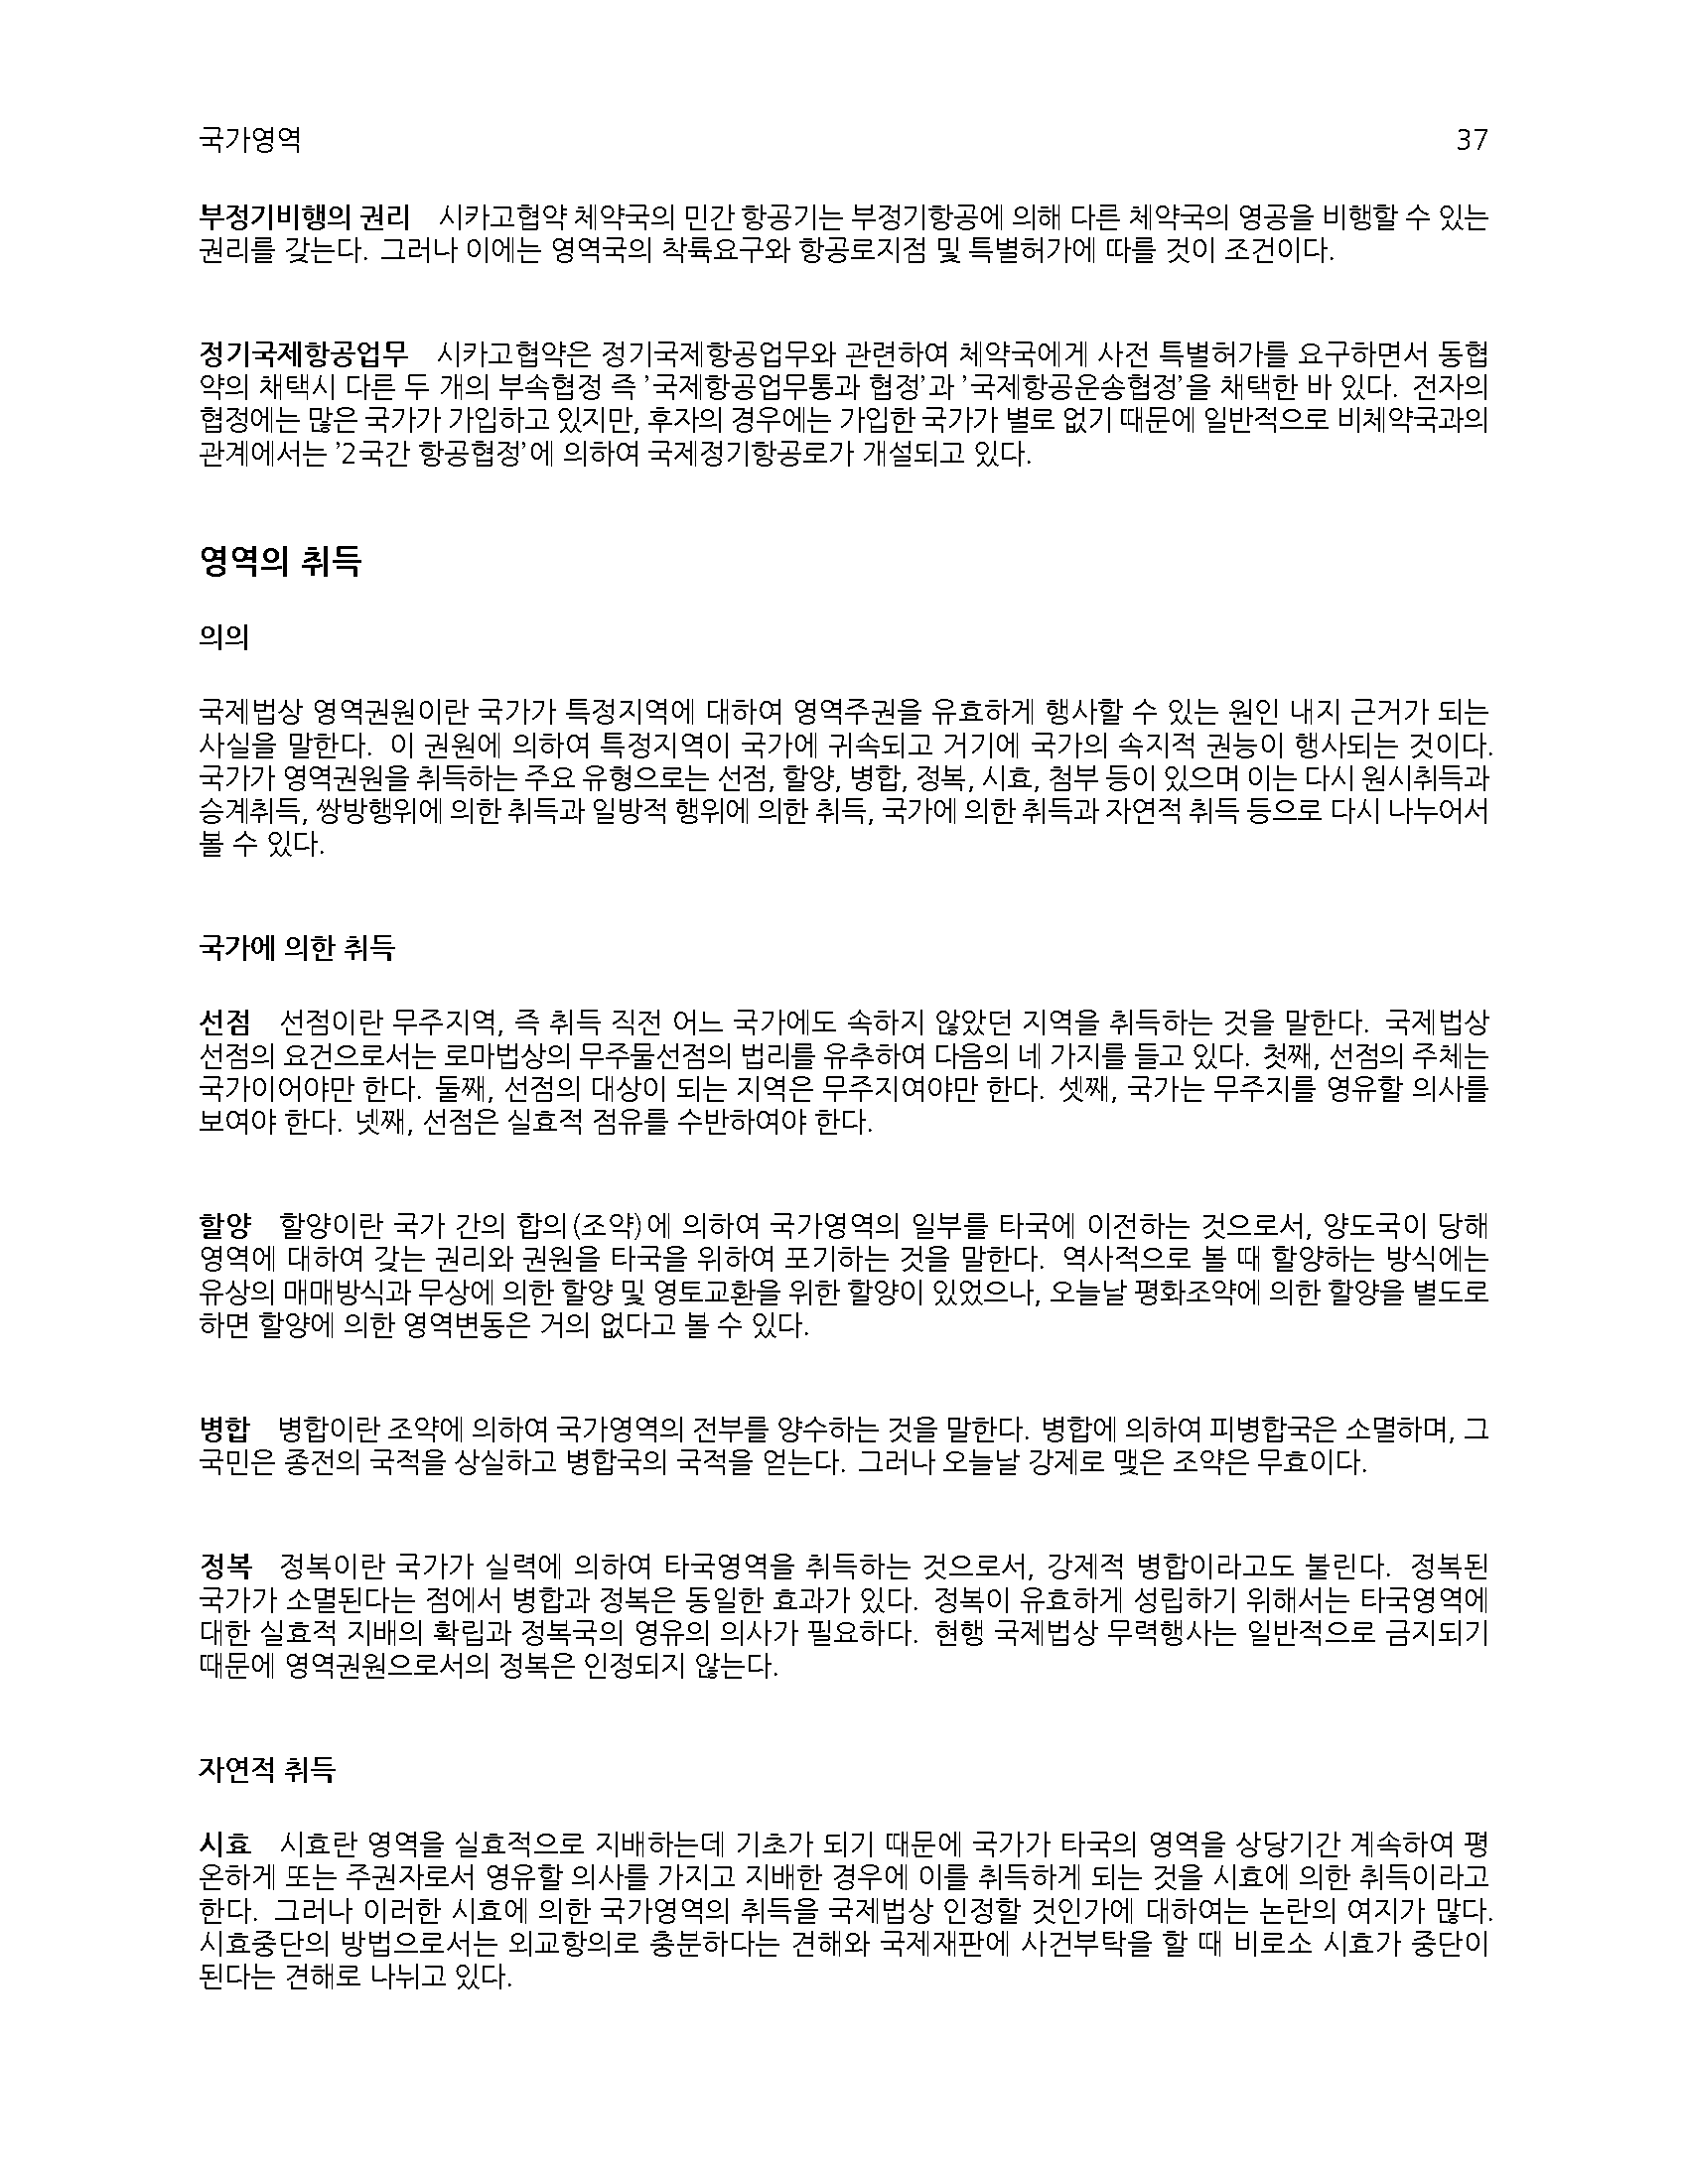 국가영역 37
부정기비행의 권리 시카고협약 체약국의 민간 항공기는 부정기항공에 의해 다른 체약국의 영공을 비행할 수 있는
권리를 갖는다. 그러나 이에는 영역국의 착륙요구와 항공로지점 및 특별허가에 따를 것이 조건이다.
정기국제항공업무 시카고협약은 정기국제항공업무와 관련하여 체약국에게 사전 특별허가를 요구하면서 동협
약의 채택시 다른 두 개의 부속협정 즉 ’국제항공업무통과 협정’과 ’국제항공운송협정’을 채택한 바 있다. 전자의
협정에는 많은 국가가 가입하고 있지만, 후자의 경우에는 가입한 국가가 별로 없기 때문에 일반적으로 비체약국과의
관계에서는 ’2국간 항공협정’에 의하여 국제정기항공로가 개설되고 있다.
영역의 취득
의의
국제법상 영역권원이란 국가가 특정지역에 대하여 영역주권을 유효하게 행사할 수 있는 원인 내지 근거가 되는
사실을 말한다. 이 권원에 의하여 특정지역이 국가에 귀속되고 거기에 국가의 속지적 권능이 행사되는 것이다.
국가가 영역권원을 취득하는 주요 유형으로는 선점, 할양, 병합, 정복, 시효, 첨부 등이 있으며 이는 다시 원시취득과
승계취득, 쌍방행위에 의한 취득과 일방적 행위에 의한 취득, 국가에 의한 취득과 자연적 취득 등으로 다시 나누어서
볼 수 있다.
국가에 의한 취득
선점 선점이란 무주지역, 즉 취득 직전 어느 국가에도 속하지 않았던 지역을 취득하는 것을 말한다. 국제법상
선점의 요건으로서는 로마법상의 무주물선점의 법리를 유추하여 다음의 네 가지를 들고 있다. 첫째, 선점의 주체는
국가이어야만 한다. 둘째, 선점의 대상이 되는 지역은 무주지여야만 한다. 셋째, 국가는 무주지를 영유할 의사를
보여야 한다. 넷째, 선점은 실효적 점유를 수반하여야 한다.
할양 할양이란 국가 간의 합의(조약)에 의하여 국가영역의 일부를 타국에 이전하는 것으로서, 양도국이 당해
영역에 대하여 갖는 권리와 권원을 타국을 위하여 포기하는 것을 말한다. 역사적으로 볼 때 할양하는 방식에는
유상의 매매방식과 무상에 의한 할양 및 영토교환을 위한 할양이 있었으나, 오늘날 평화조약에 의한 할양을 별도로
하면 할양에 의한 영역변동은 거의 없다고 볼 수 있다.
병합 병합이란 조약에 의하여 국가영역의 전부를 양수하는 것을 말한다. 병합에 의하여 피병합국은 소멸하며, 그
국민은 종전의 국적을 상실하고 병합국의 국적을 얻는다. 그러나 오늘날 강제로 맺은 조약은 무효이다.
정복 정복이란 국가가 실력에 의하여 타국영역을 취득하는 것으로서, 강제적 병합이라고도 불린다. 정복된
국가가 소멸된다는 점에서 병합과 정복은 동일한 효과가 있다. 정복이 유효하게 성립하기 위해서는 타국영역에
대한 실효적 지배의 확립과 정복국의 영유의 의사가 필요하다. 현행 국제법상 무력행사는 일반적으로 금지되기
때문에 영역권원으로서의 정복은 인정되지 않는다.
자연적 취득
시효 시효란 영역을 실효적으로 지배하는데 기초가 되기 때문에 국가가 타국의 영역을 상당기간 계속하여 평
온하게 또는 주권자로서 영유할 의사를 가지고 지배한 경우에 이를 취득하게 되는 것을 시효에 의한 취득이라고
한다. 그러나 이러한 시효에 의한 국가영역의 취득을 국제법상 인정할 것인가에 대하여는 논란의 여지가 많다.
시효중단의 방법으로서는 외교항의로 충분하다는 견해와 국제재판에 사건부탁을 할 때 비로소 시효가 중단이
된다는 견해로 나뉘고 있다.